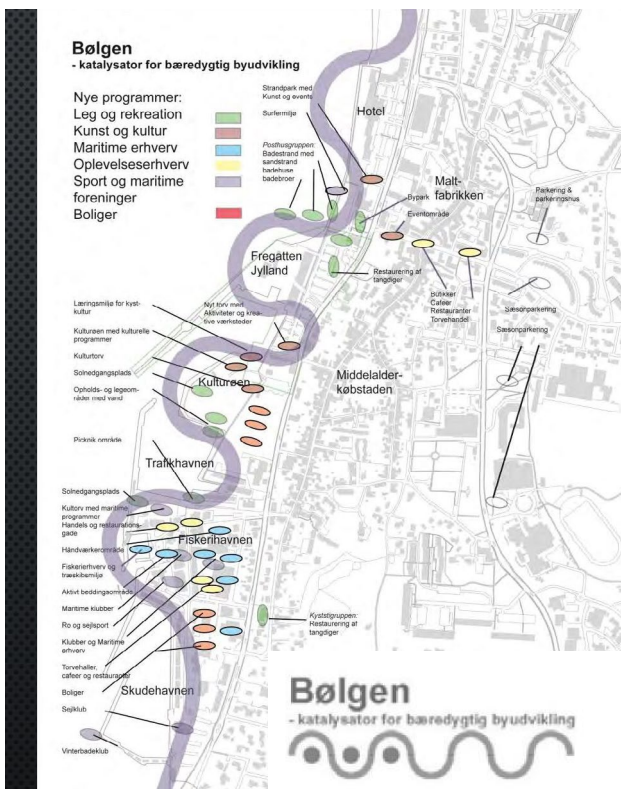 Bølgen
- katalysator for bæredygtig byudvikling
Nye programmer:
Leg og rekreation
Kunst og kultur
Maritime erhverv
Oplevelseserhverv
Sport og maritime
foreninger
Boliger
Strandpark med
Kunst og events
Surfermiljø
Posthusgruppen:
Badestrand med
sandstrand
badehuse
badebroer
Hotel
Malt-
fabrikken
Bypark
Eventområde
Parkering &
parkeringshus
Fregatten
Jylland
Restaurering af
tangdiger
Butikker
Cafeer
Restauranter
Torvehandel
Sæsonparkering
Sæsonparkering
Læringsmiljø for kyst-
kultur
Nyt torv med
Aktiviteter og krea-
tive værksteder
Kulturøen med kulturelle
programmer
Kulturtorv
Solnedgangsplads
Kulturøen
Opholds- og legeom-
råder med vand
Middelalder-
købstaden
Picknik område
Trafikhavnen
Solnedgangsplads
Kultorv med maritime
programmer
Handels og restaurations-
gade
Fiskerihavnen
Håndværkerområde
Fiskerierhverv og
træskibsmiljø
Aktivt beddingsområde
Maritime klubber
Ro og sejlsport
Kyststigruppen:
Restaurering af
tangdiger
Klubber og Maritime
erhverv
Torvehaller,
cafeer og restauranter
Boliger
Skudehavnen
Sejlklub
Vinterbadeklub
Bølgen
- katalysator for bæredygtig byudvikling